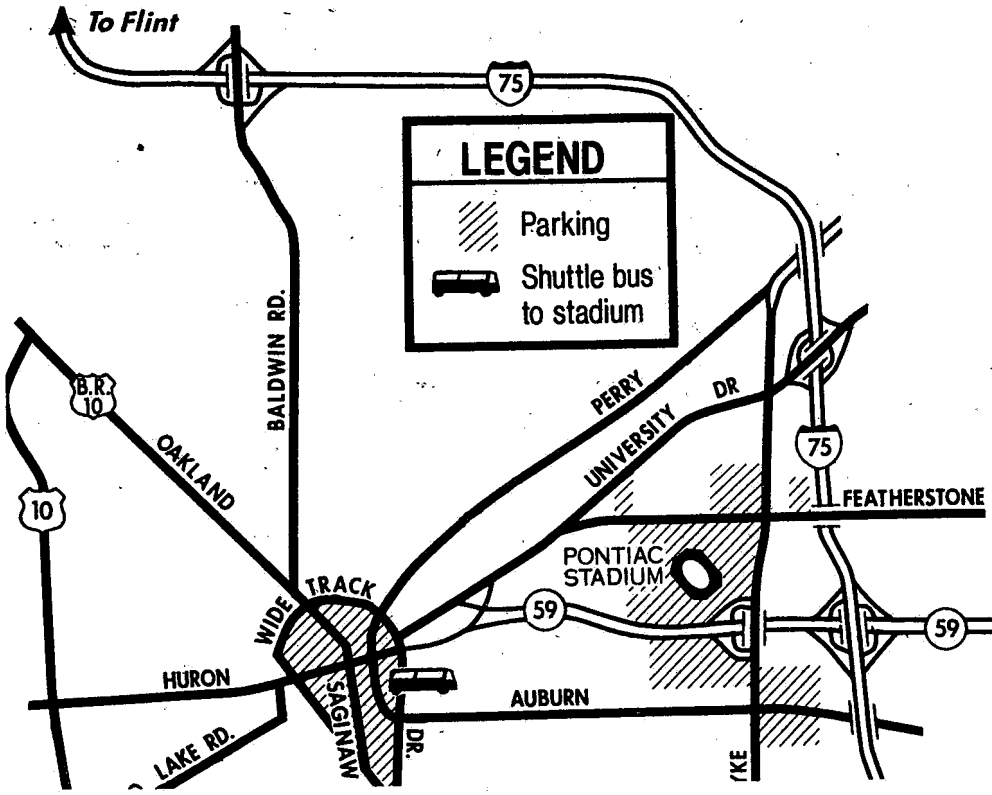 To Flint
75
LEGEND
Parking
Shuttle bus
to stadium
BALDWIN RD.
B.R.
10
OAKLAND
PERRY
UNIVERSITY DR
75
10
FEATHERSTONE
PONTIAC
STADIUM
WIDE TRACK
59
59
HURON
SAGINAW
AUBURN
DR.
LAKE RD.